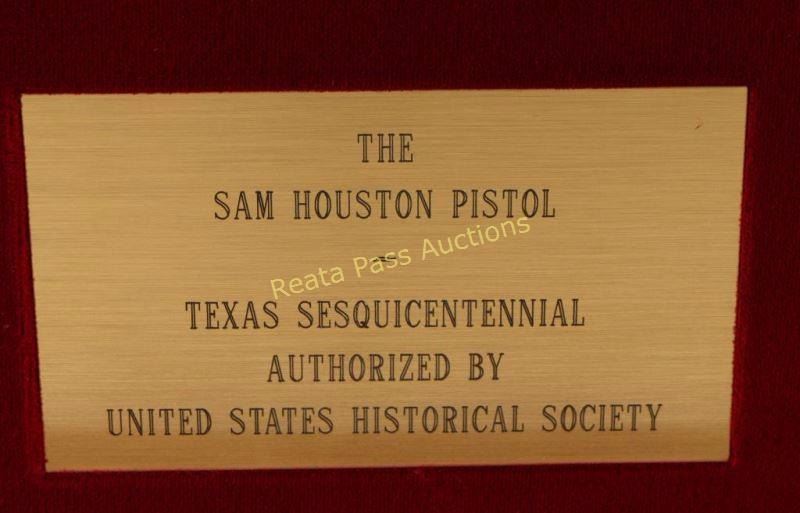 THE
SAM HOUSTON PISTOL
~
Reata Pass Auctions
TEXAS SESQUICENTENNIAL
AUTHORIZED BY
UNITED STATES HISTORICAL SOCIETY